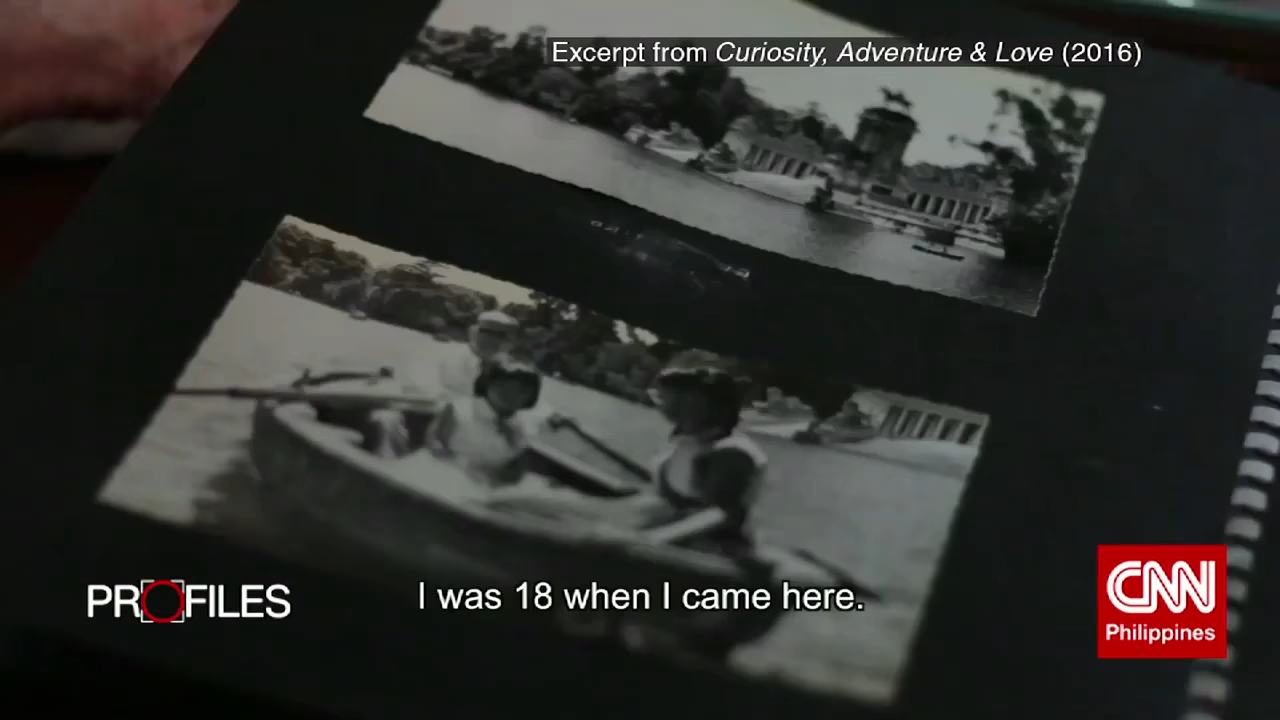 Excerpt from Curiosity, Adventure & Love (2016)
I was 18 when I came here.
PROFILES
CNN
Philippines